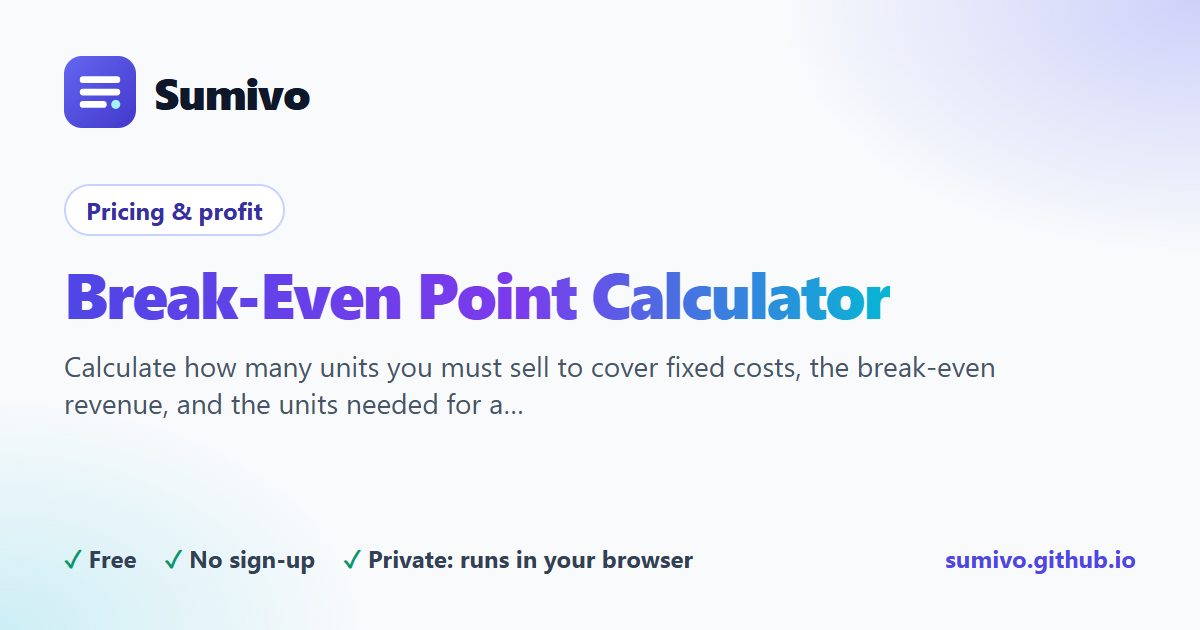 Sumivo
Pricing & profit
Break-Even Point Calculator
Calculate how many units you must sell to cover fixed costs, the break-even
revenue, and the units needed for a...
✓ Free ✓ No sign-up ✓ Private: runs in your browser
sumivo.github.io